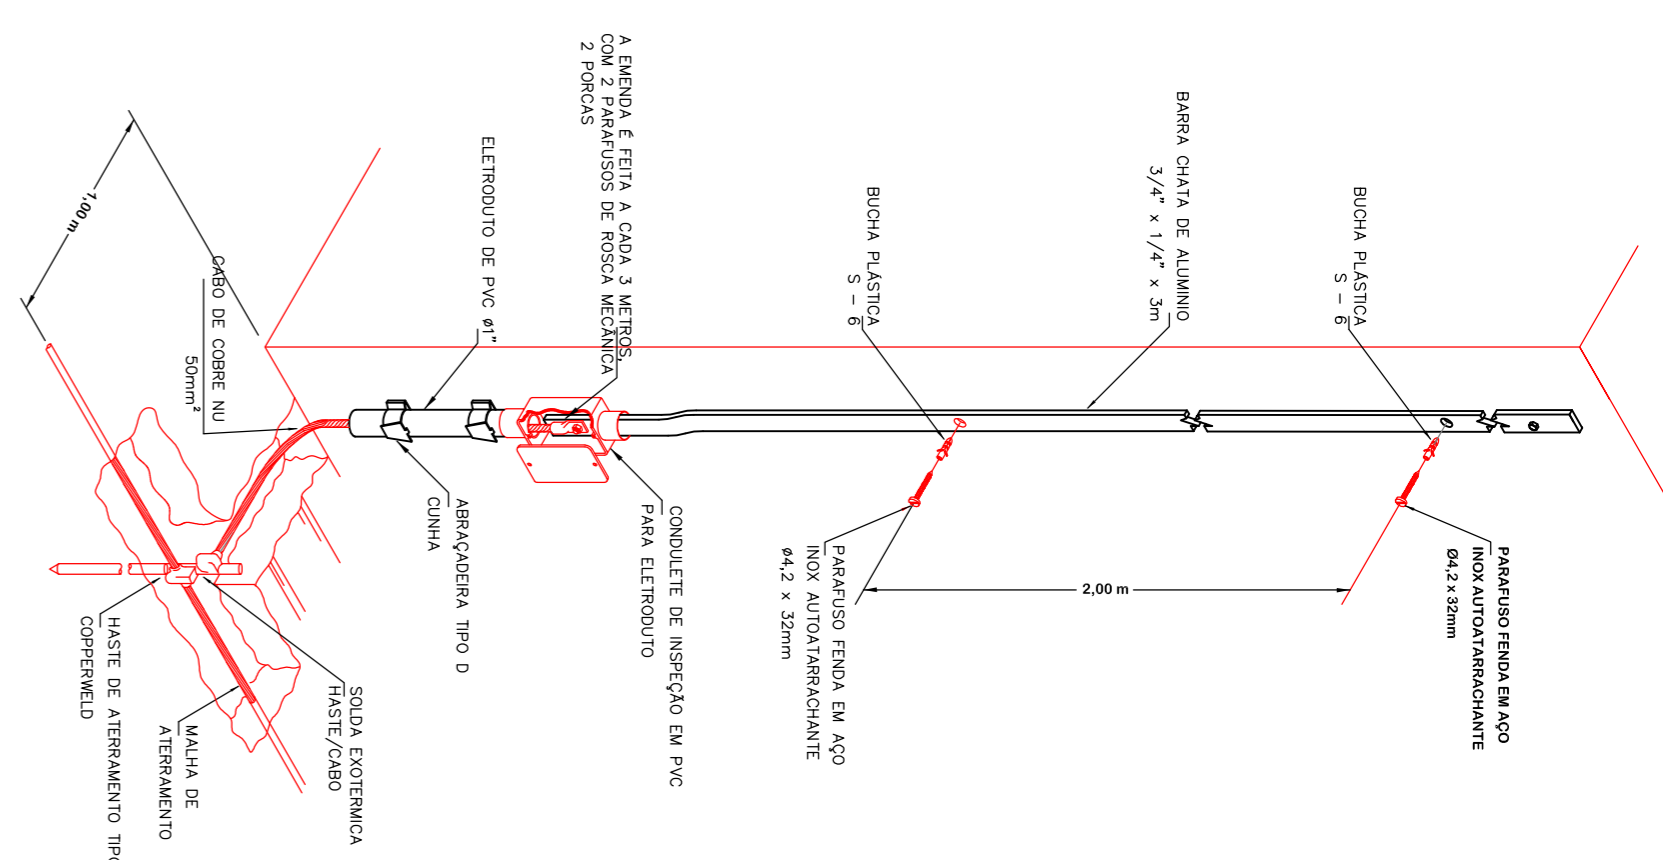 BUCHA PLÁSTICA
S - 6
PARAFUSO FENDA EM AÇO
INOX AUTOATARRACHANTE
Ø4,2 x 32mm
2,00 m
BARRA CHATA DE ALUMINIO
3/4" x 1/4" x 3m
BUCHA PLÁSTICA
S - 6
PARAFUSO FENDA EM AÇO
INOX AUTOATARRACHANTE
ø4,2 x 32mm
A EMENDA É FEITA A CADA 3 METROS,
COM 2 PARAFUSOS DE ROSCA MECÂNICA
2 PORCAS
CONDULETE DE INSPEÇÃO EM PVC
PARA ELETRODUTO
ELETRODUTO DE PVC ø1"
ABRAÇADEIRA TIPO D
CUNHA
CABO DE COBRE NU
50mm²
1,00 m
SOLDA EXOTERMICA
HASTE/CABO
MALHA DE
ATERRAMENTO
HASTE DE ATERRAMENTO TIPO
COPPERWELD